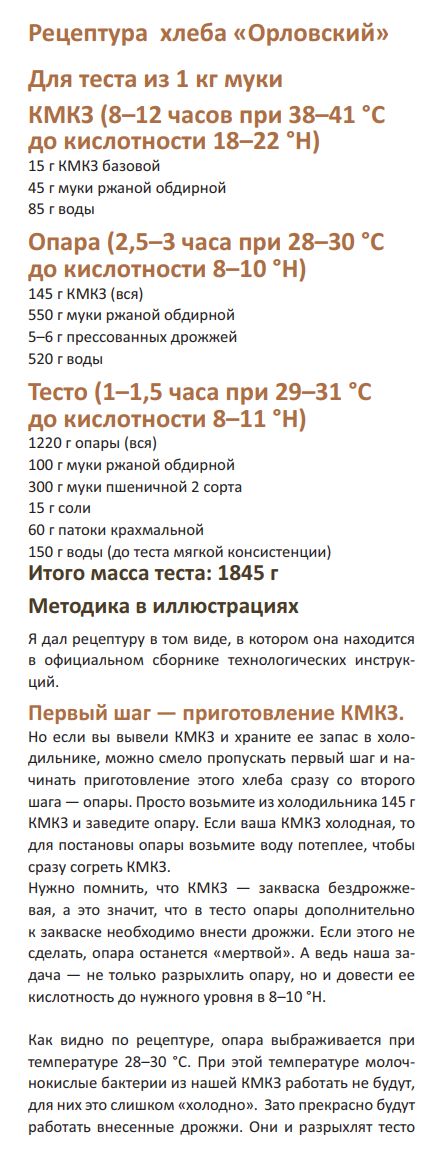 Рецептура хлеба «Орловский»
Для теста из 1 кг муки
КМКЗ (8–12 часов при 38–41 °С
до кислотности 18–22 °Н)
15 г КМКЗ базовой
45 г муки ржаной обдирной
85 г воды
Опара (2,5–3 часа при 28–30 °С
до кислотности 8–10 °Н)
145 г КМКЗ (вся)
550 г муки ржаной обдирной
5–6 г прессованных дрожжей
520 г воды
Тесто (1–1,5 часа при 29–31 °С
до кислотности 8–11 °Н)
1220 г опары (вся)
100 г муки ржаной обдирной
300 г муки пшеничной 2 сорта
15 г соли
60 г патоки крахмальной
150 г воды (до теста мягкой консистенции)
Итого масса теста: 1845 г
Методика в иллюстрациях
Я дал рецептуру в том виде, в котором она находится
в официальном сборнике технологических инструк-
ций.
Первый шаг — приготовление КМКЗ.
Но если вы вывели КМКЗ и храните ее запас в холо-
дильнике, можно смело пропускать первый шаг и на-
чинать приготовление этого хлеба сразу со второго
шага — опары. Просто возьмите из холодильника 145 г
КМКЗ и заведите опару. Если ваша КМКЗ холодная, то
для постановы опары возьмите воду потеплее, чтобы
сразу согреть КМКЗ.
Нужно помнить, что КМКЗ — закваска бездрожже-
вая, а это значит, что в тесто опары дополнительно
к закваске необходимо внести дрожжи. Если этого не
сделать, опара останется «мертвой». А ведь наша за-
дача — не только разрыхлить опару, но и довести ее
кислотность до нужного уровня в 8–10 °Н.
Как видно по рецептуре, опара выбраживается при
температуре 28–30 °С. При этой температуре молоч-
нокислые бактерии из нашей КМКЗ работать не будут,
для них это слишком «холодно». Зато прекрасно будут
работать внесенные дрожжи. Они и разрыхлят тесто